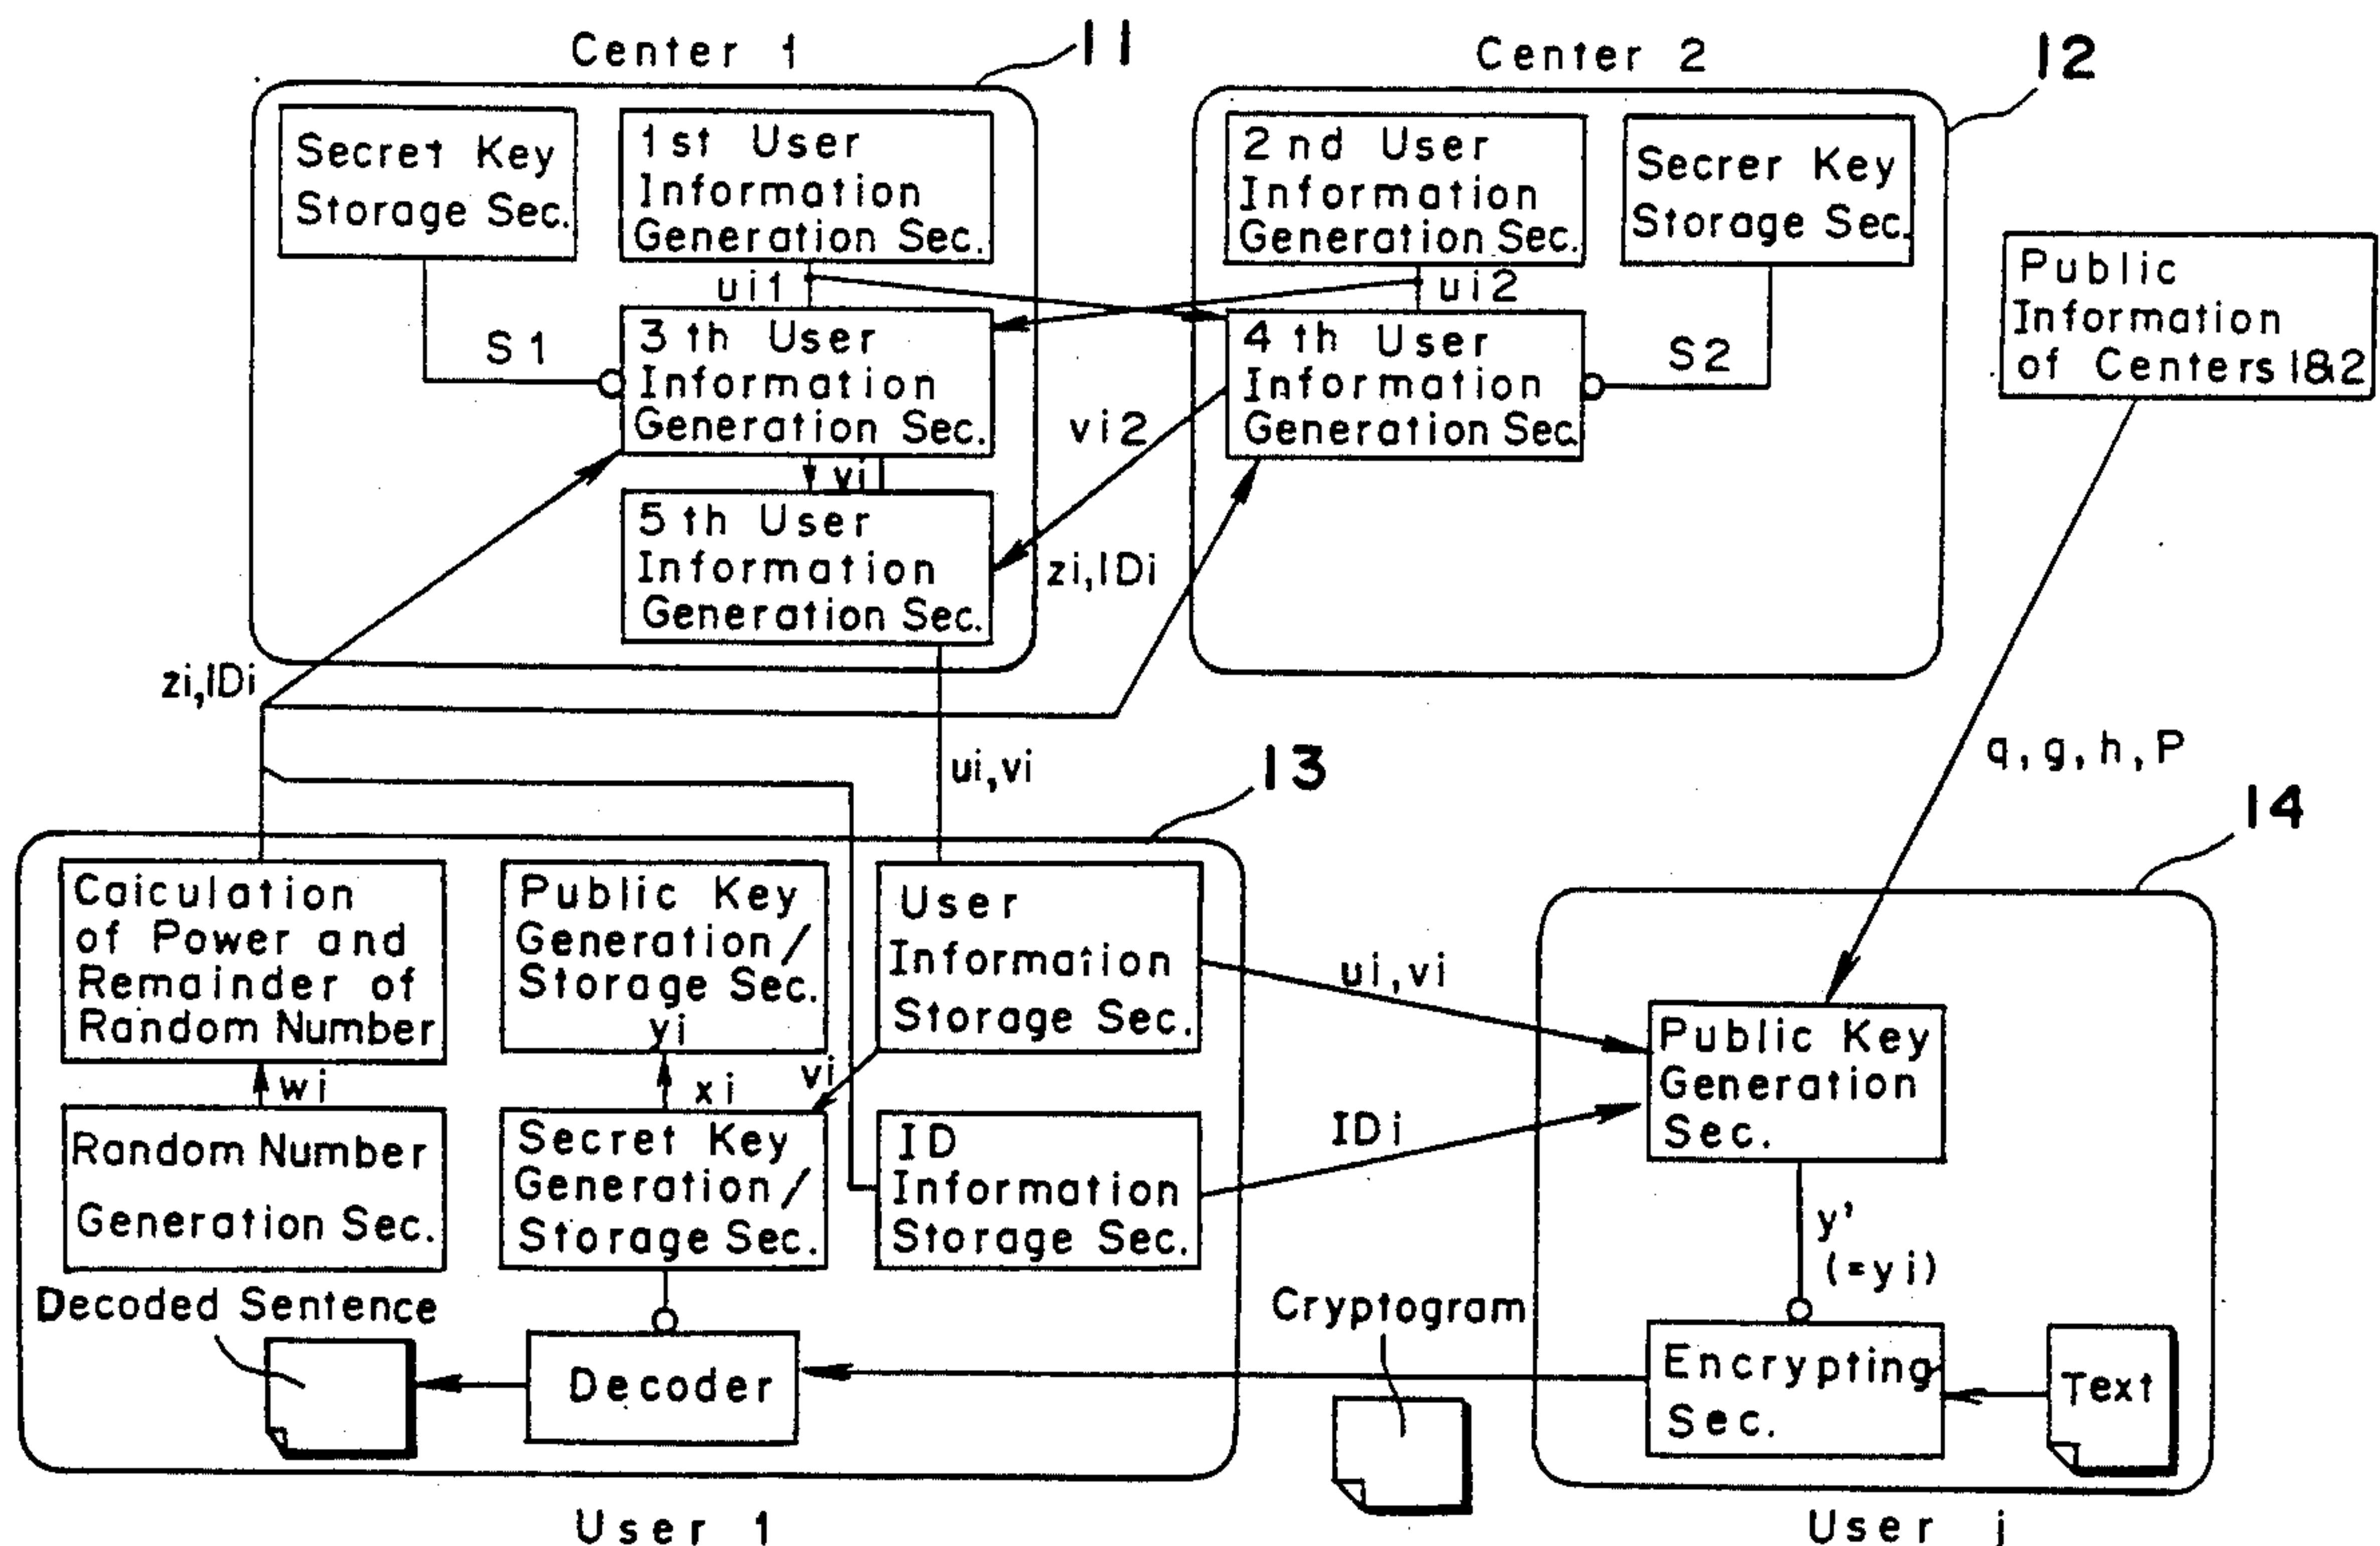 Center 1
11
Center 2
12
Secret Key
Storage Sec.
1st User
Information
Generation Sec.
2nd User
Information
Generation Sec.
Secrer Key
Storage Sec.
Public
Information
of Centers 1&2
ui1
ui2
S1
3th User
Information
Generation Sec.
4th User
Information
Generation Sec
S2
vi2
vi1
5th User
Information
Generation Sec.
zi,IDi
zi,IDi
ui,vi
13
q, g, h, P
14
Caiculation
of Power and
Remainder of
Random Number
Public Key
Generation/
Storage Sec.
yi
User
Information
Storage Sec.
ui,vi
Public Key
Generation
Sec.
wi
xi
vi
Random Number
Generation Sec.
Secret Key
Generation/
Storage Sec.
ID
Information
Storage Sec.
IDi
y'
(=yi)
Decoded Sentence
Cryptogram
Decoder
Encrypting
Sec.
Text
User 1
User j